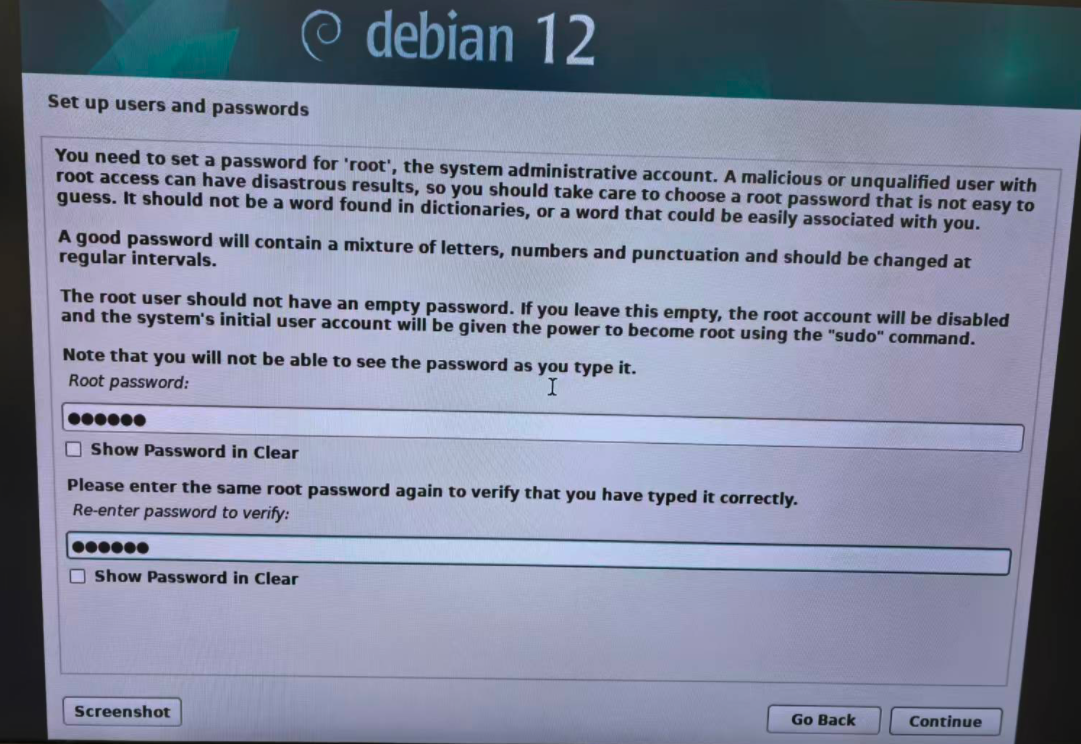 debian 12
Set up users and passwords
You need to set a password for 'root', the system administrative account. A malicious or unqualified user with
root access can have disastrous results, so you should take care to choose a root password that is not easy to
guess. It should not be a word found in dictionaries, or a word that could be easily associated with you.
A good password will contain a mixture of letters, numbers and punctuation and should be changed at
regular intervals.
The root user should not have an empty password. If you leave this empty, the root account will be disabled
and the system's initial user account will be given the power to become root using the "sudo" command.
Note that you will not be able to see the password as you type it.
Root password:
●●●●●●
Show Password in Clear
Please enter the same root password again to verify that you have typed it correctly.
Re-enter password to verify:
●●●●●●
Show Password in Clear
Screenshot
Go Back
Continue